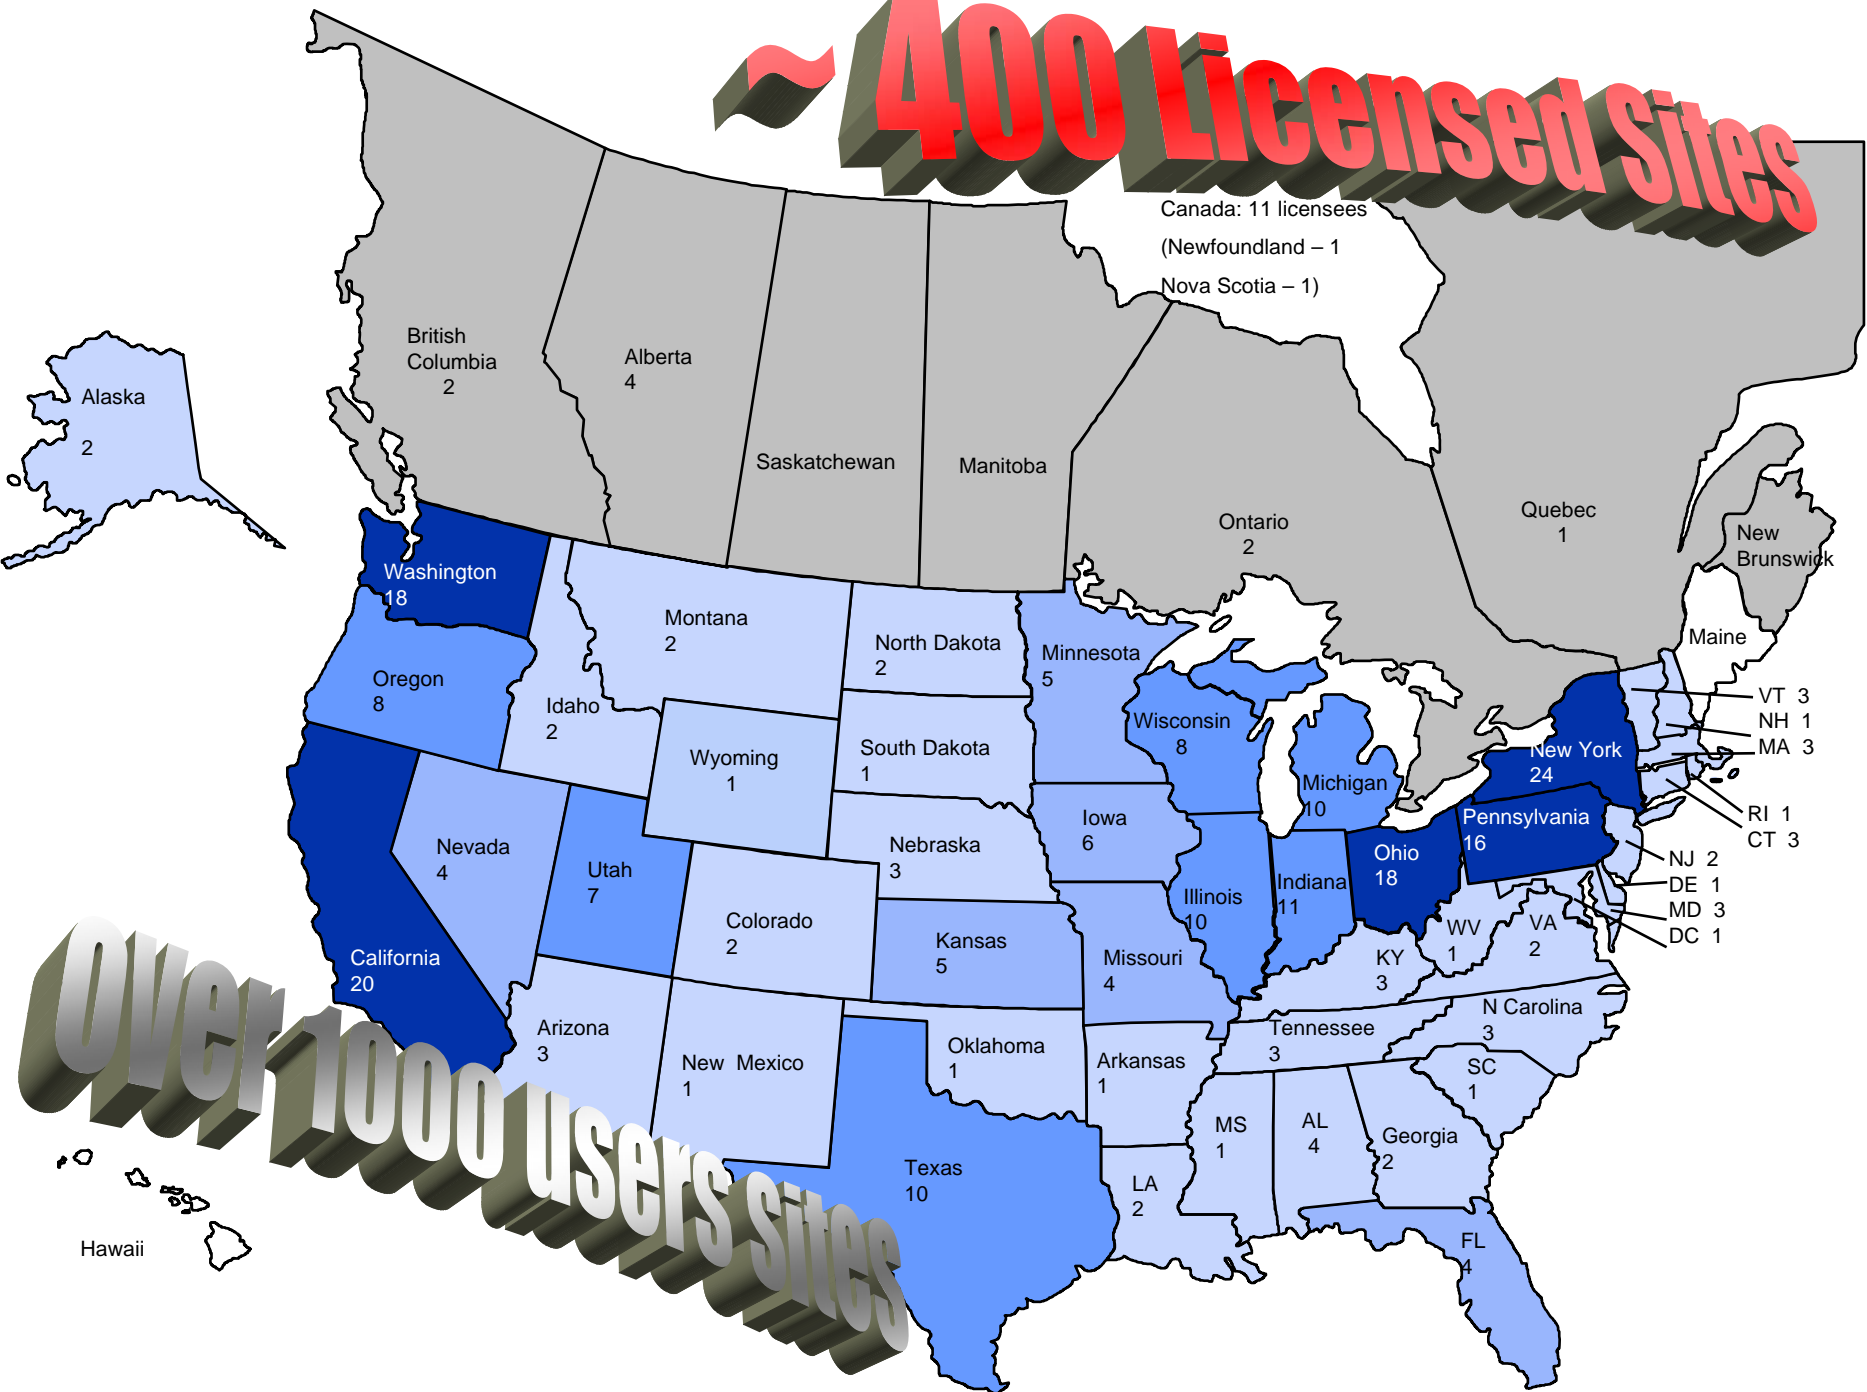 ~ 400 Licensed Sites
Canada: 11 licensees
(Newfoundland – 1
Nova Scotia – 1)
British
Columbia
2
Alberta
4
Saskatchewan
Manitoba
Ontario
2
Quebec
1
New
Brunswick
Alaska
2
Washington
18
Montana
2
North Dakota
2
Minnesota
5
Maine
Oregon
8
Idaho
2
Wyoming
1
South Dakota
1
Wisconsin
8
Michigan
10
New York
24
VT 3
NH 1
MA 3
RI 1
CT 3
Nevada
4
Utah
7
Nebraska
3
Iowa
6
Illinois
10
Indiana
11
Ohio
18
Pennsylvania
16
NJ 2
DE 1
MD 3
DC 1
California
20
Colorado
2
Kansas
5
Missouri
4
KY
3
WV
1
VA
2
Arizona
3
New Mexico
1
Oklahoma
1
Arkansas
1
Tennessee
3
N Carolina
3
SC
1
Texas
10
LA
2
MS
1
AL
4
Georgia
2
FL
4
Hawaii
Over 1000 users sites